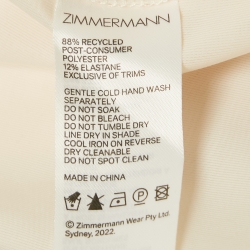 ZIMMERMANN
88% RECYCLED
POST-CONSUMER
POLYESTER
12% ELASTANE
EXCLUSIVE OF TRIMS
GENTLE COLD HAND WASH
SEPARATELY
DO NOT SOAK
DO NOT BLEACH
DO NOT TUMBLE DRY
LINE DRY IN SHADE
COOL IRON ON REVERSE
DRY CLEANABLE
DO NOT SPOT CLEAN
MADE IN CHINA
© Zimmermann Wear Pty Ltd.
Sydney, 2022.